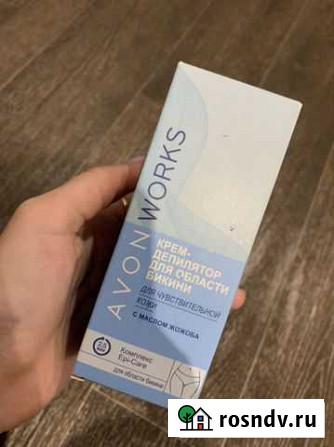 AVON WORKS
КРЕМ-
ДЕПИЛЯТОР
ДЛЯ ОБЛАСТИ
БИКИНИ
ДЛЯ ЧУВСТВИТЕЛЬНОЙ
КОЖИ
С МАСЛОМ ЖОЖОБА
Комплекс
Epi-Care
для области бикини
rosndv.ru